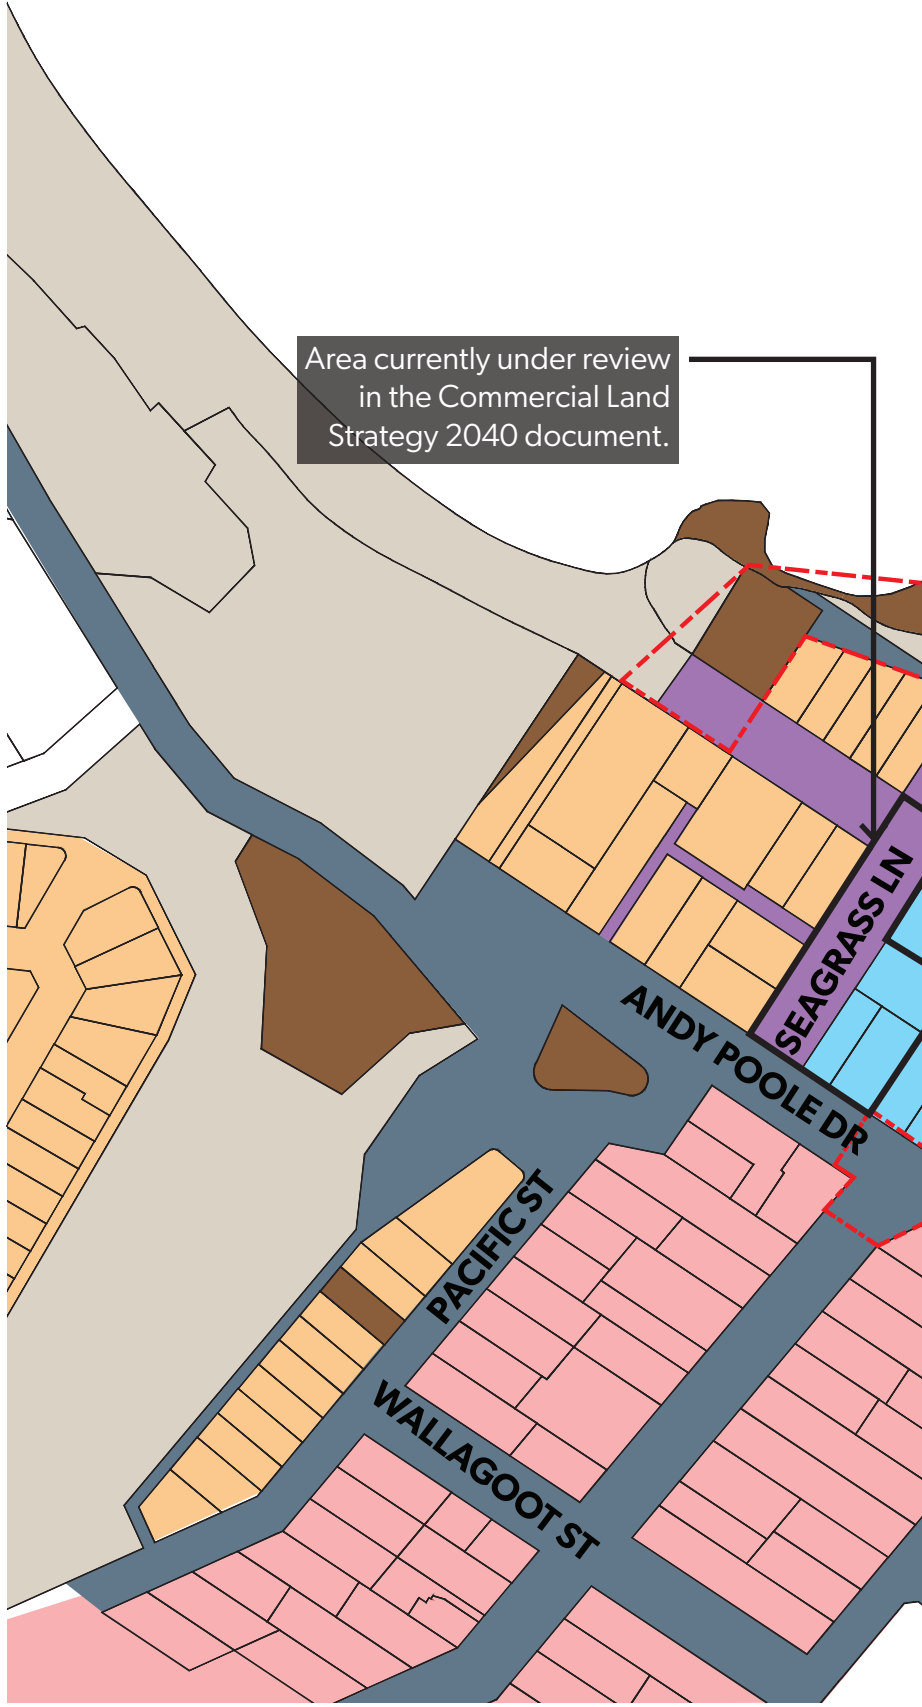 Area currently under review
in the Commercial Land
Strategy 2040 document.
SEAGRASS LN
ANDY POOLE DR
PACIFIC ST
WALLAGOOT ST